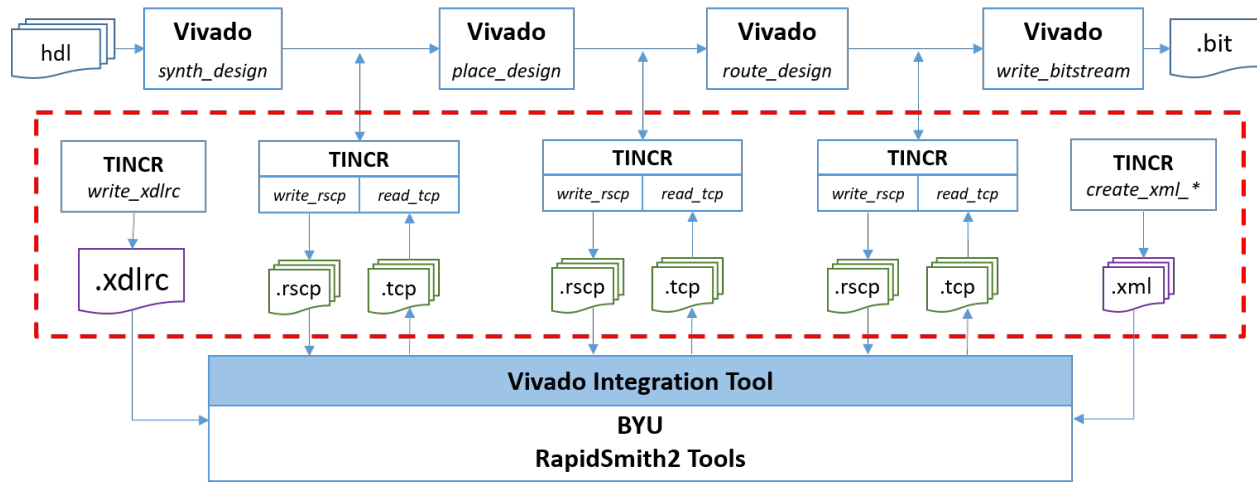 hdl
Vivado
synth_design
Vivado
place_design
Vivado
route_design
Vivado
write_bitstream
.bit
TINCR
write_xdlrc
TINCR
write_rscp
read_tcp
TINCR
write_rscp
read_tcp
TINCR
write_rscp
read_tcp
TINCR
create_xml_*
.xdlrc
.rscp
.tcp
.rscp
.tcp
.rscp
.tcp
.xml
Vivado Integration Tool
BYU
RapidSmith2 Tools